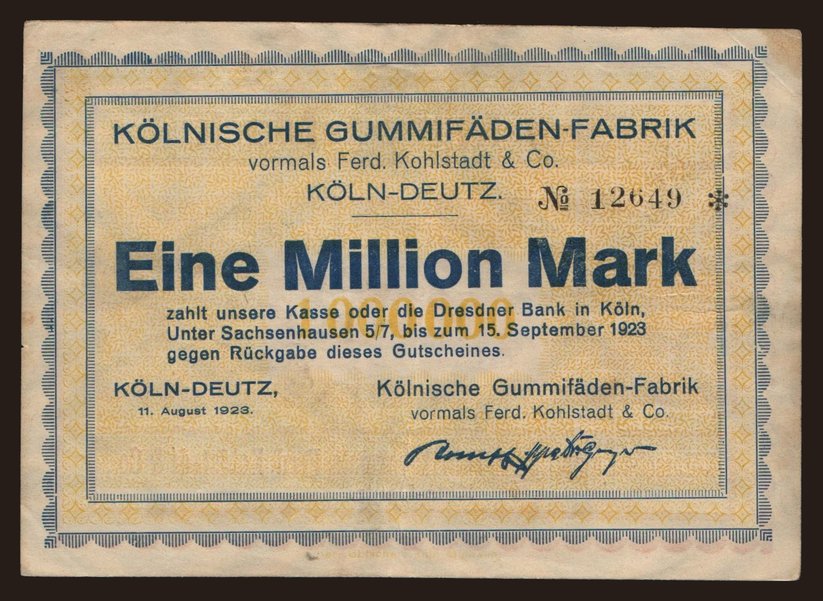 KÖLNISCHE GUMMIFÄDEN-FABRIK
vormals Ferd. Kohlstadt & Co.
KÖLN-DEUTZ.
№ 12649 *
Eine Million Mark
1000000
zahlt unsere Kasse oder die Dresdner Bank in Köln,
Unter Sachsenhausen 5/7, bis zum 15. September 1923
gegen Rückgabe dieses Gutscheines.
KÖLN-DEUTZ,
11. August 1923.
Kölnische Gummifäden-Fabrik
vormals Ferd. Kohlstadt & Co.